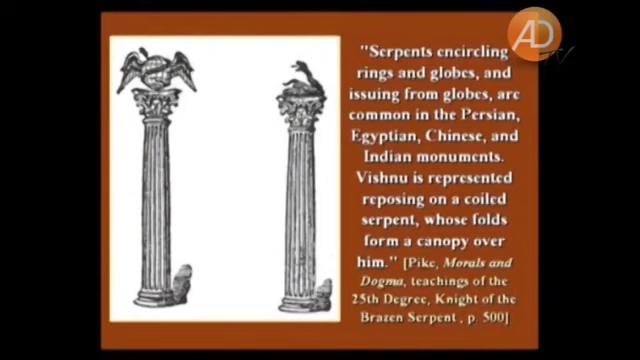 AD
TV
"Serpents encircling
rings and globes, and
issuing from globes, are
common in the Persian,
Egyptian, Chinese, and
Indian monuments.
Vishnu is represented
reposing on a coiled
serpent, whose folds
form a canopy over
him." [Pike, Morals and
Dogma, teachings of the
25th Degree, Knight of the
Brazen Serpent , p. 500]